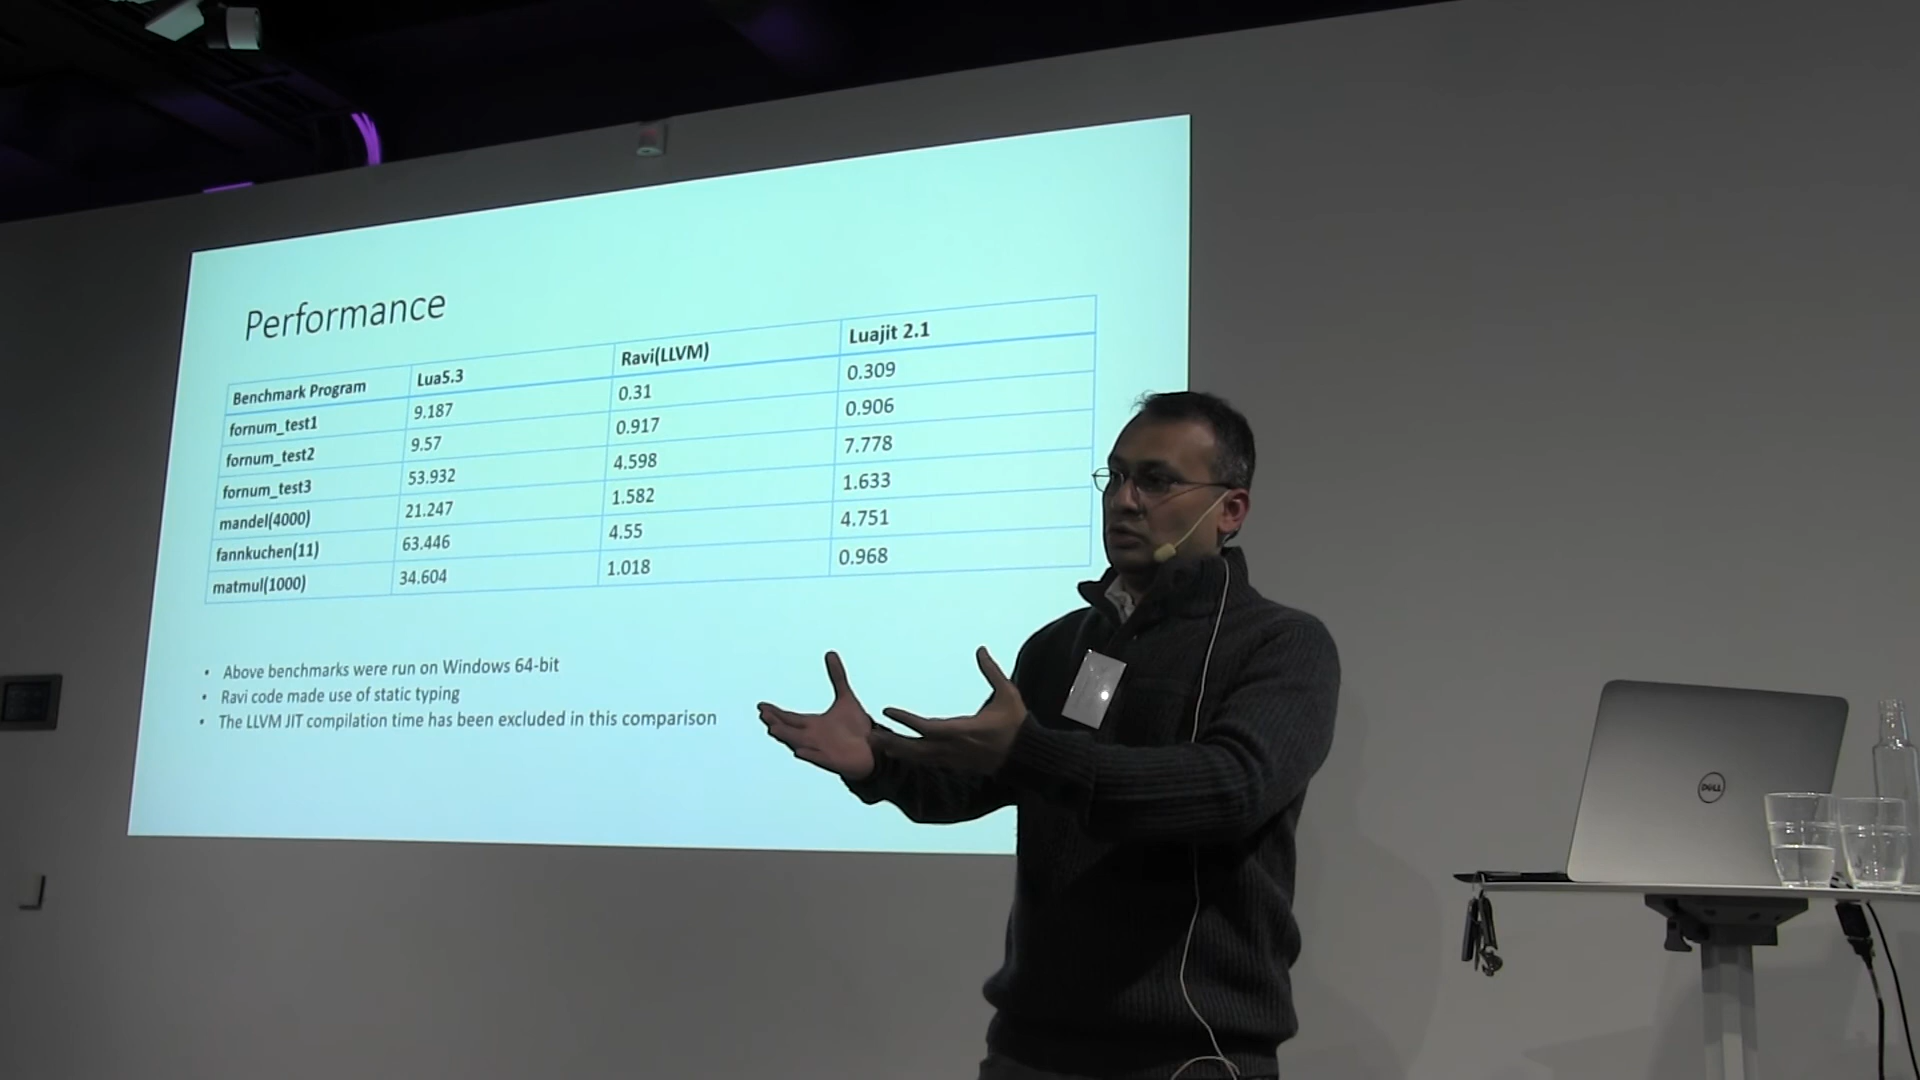 Performance
Benchmark Program Lua5.3 Ravi(LLVM) Luajit 2.1
fornum_test1 9.187 0.31 0.309
fornum_test2 9.57 0.917 0.906
fornum_test3 53.932 4.598 7.778
mandel(4000) 21.247 1.582 1.633
fannkuchen(11) 63.446 4.55 4.751
matmul(1000) 34.604 1.018 0.968
• Above benchmarks were run on Windows 64-bit
• Ravi code made use of static typing
• The LLVM JIT compilation time has been excluded in this comparison
DELL